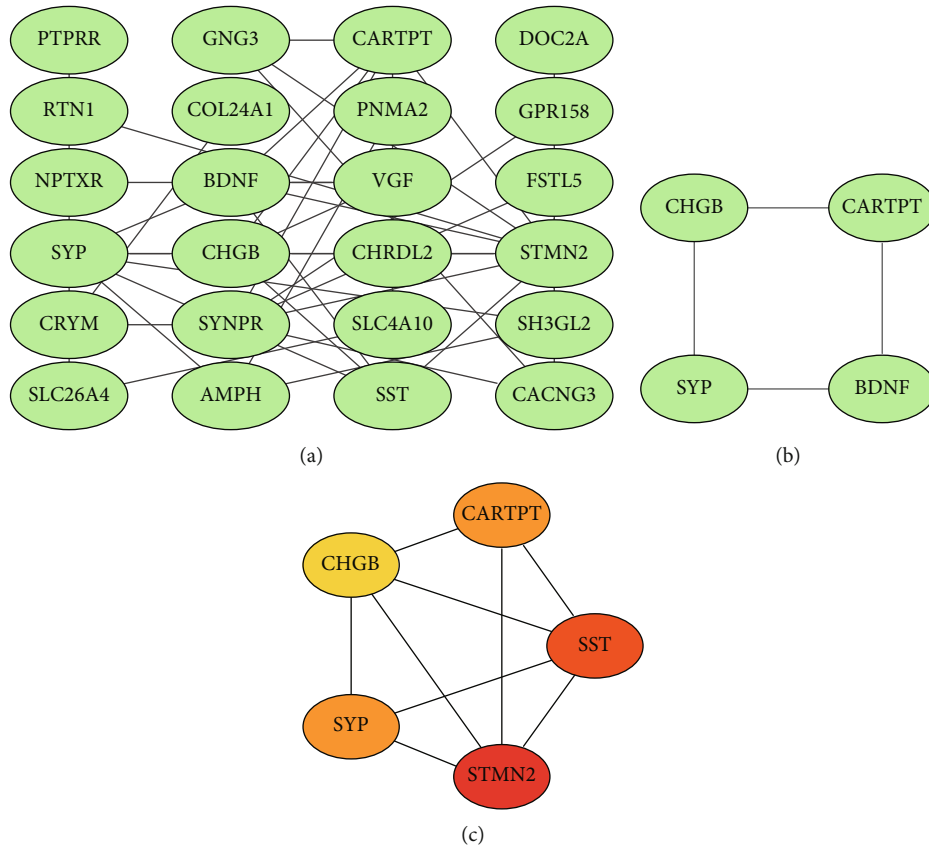 PTPRR GNG3 CARTPT DOC2A
RTN1 COL24A1 PNMA2 GPR158
NPTXR BDNF VGF FSTL5
SYP CHGB CHRDL2 STMN2
CRYM SYNPR SLC4A10 SH3GL2
SLC26A4 AMPH SST CACNG3
(a)
CHGB CARTPT
SYP BDNF
(b)
CARTPT
CHGB
SST
SYP
STMN2
(c)